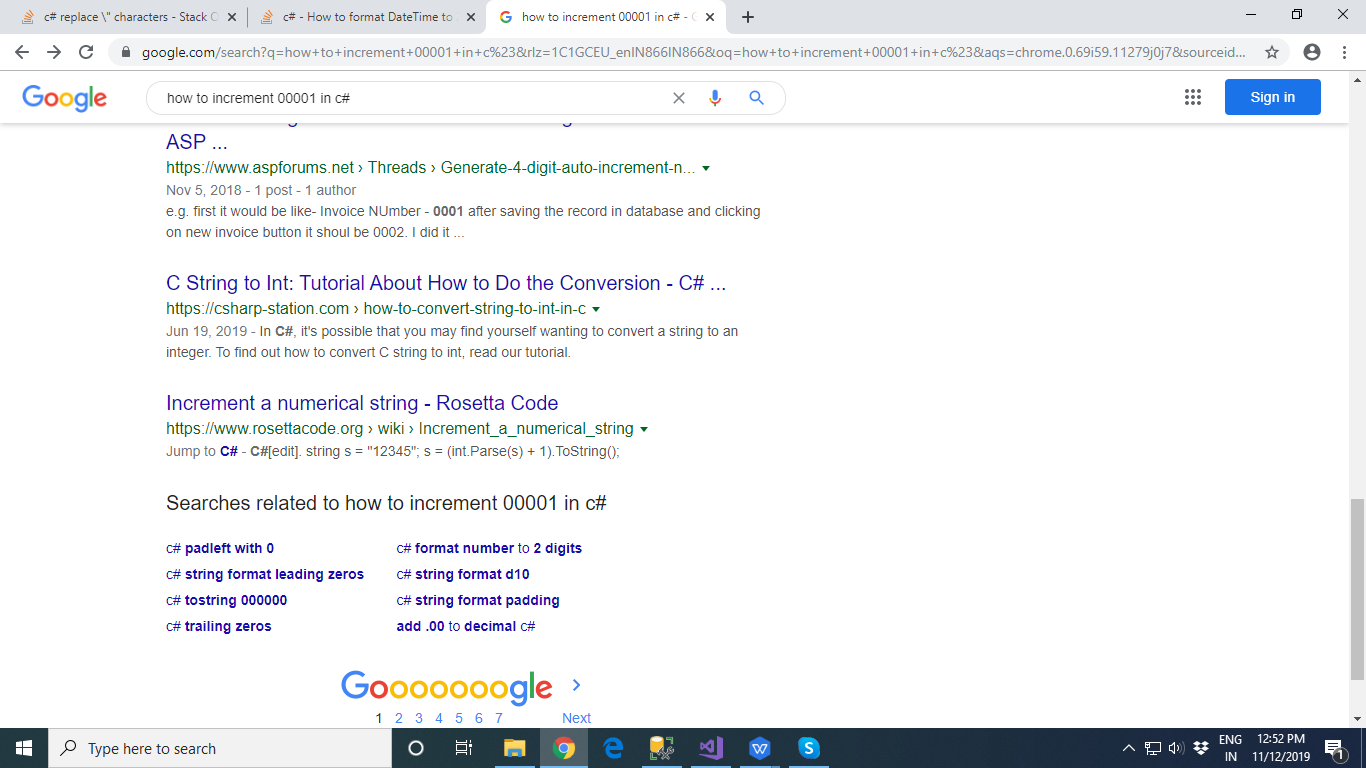 c# replace \" characters - Stack O
c# - How to format DateTime to
how to increment 00001 in c# - G
google.com/search?q=how+to+increment+00001+in+c%23&rlz=1C1GCEU_enIN866IN866&oq=how+to+increment+00001+in+c%23&aqs=chrome.0.69i59.11279j0j7&sourceid...
Google
how to increment 00001 in c#
Sign in
ASP ...
https://www.aspforums.net › Threads › Generate-4-digit-auto-increment-n...
Nov 5, 2018 - 1 post - 1 author
e.g. first it would be like- Invoice NUmber - 0001 after saving the record in database and clicking
on new invoice button it shoul be 0002. I did it ...
C String to Int: Tutorial About How to Do the Conversion - C# ...
https://csharp-station.com › how-to-convert-string-to-int-in-c
Jun 19, 2019 - In C#, it's possible that you may find yourself wanting to convert a string to an
integer. To find out how to convert C string to int, read our tutorial.
Increment a numerical string - Rosetta Code
https://www.rosettacode.org › wiki › Increment_a_numerical_string
Jump to C# - C#[edit]. string s = "12345"; s = (int.Parse(s) + 1).ToString();
Searches related to how to increment 00001 in c#
c# padleft with 0
c# format number to 2 digits
c# string format leading zeros
c# string format d10
c# tostring 000000
c# string format padding
c# trailing zeros
add .00 to decimal c#
Goooooooogle
1 2 3 4 5 6 7 Next
Type here to search
ENG
IN
12:52 PM
11/12/2019
1